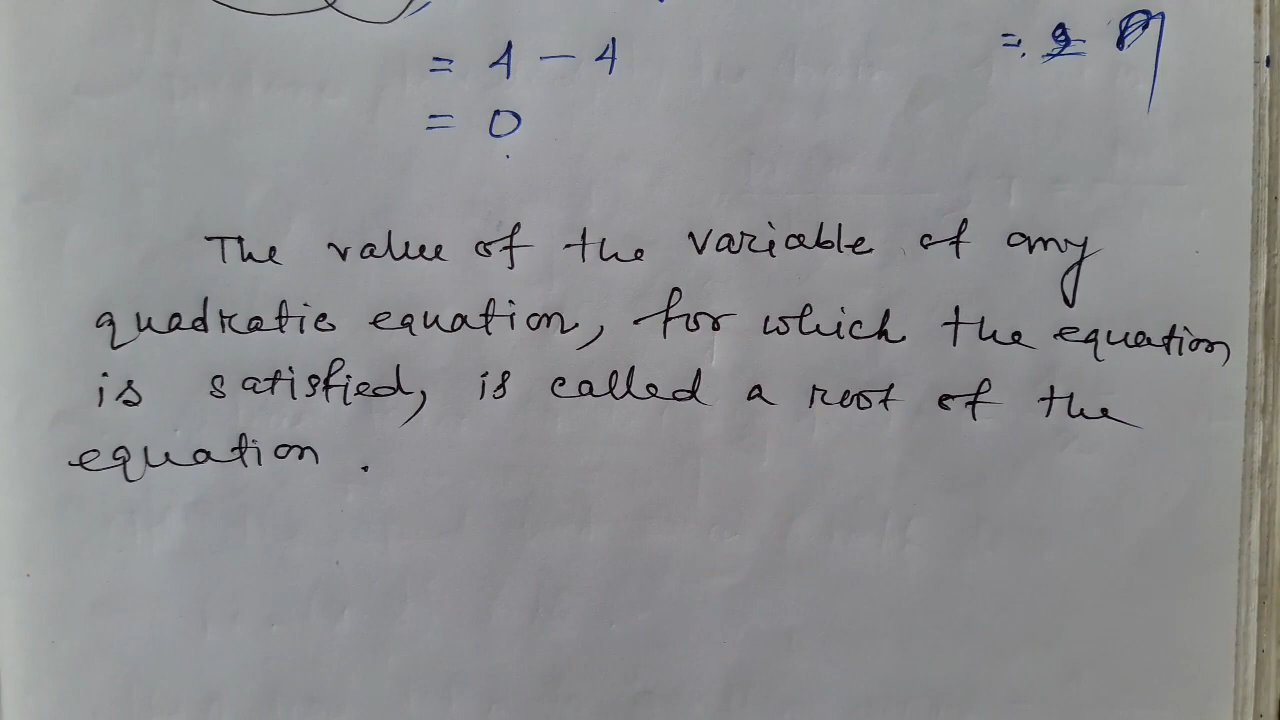 = 4 - 4
= 0
The value of the variable of any
quadratic equation, for which the equation
is satisfied, is called a root of the
equation.